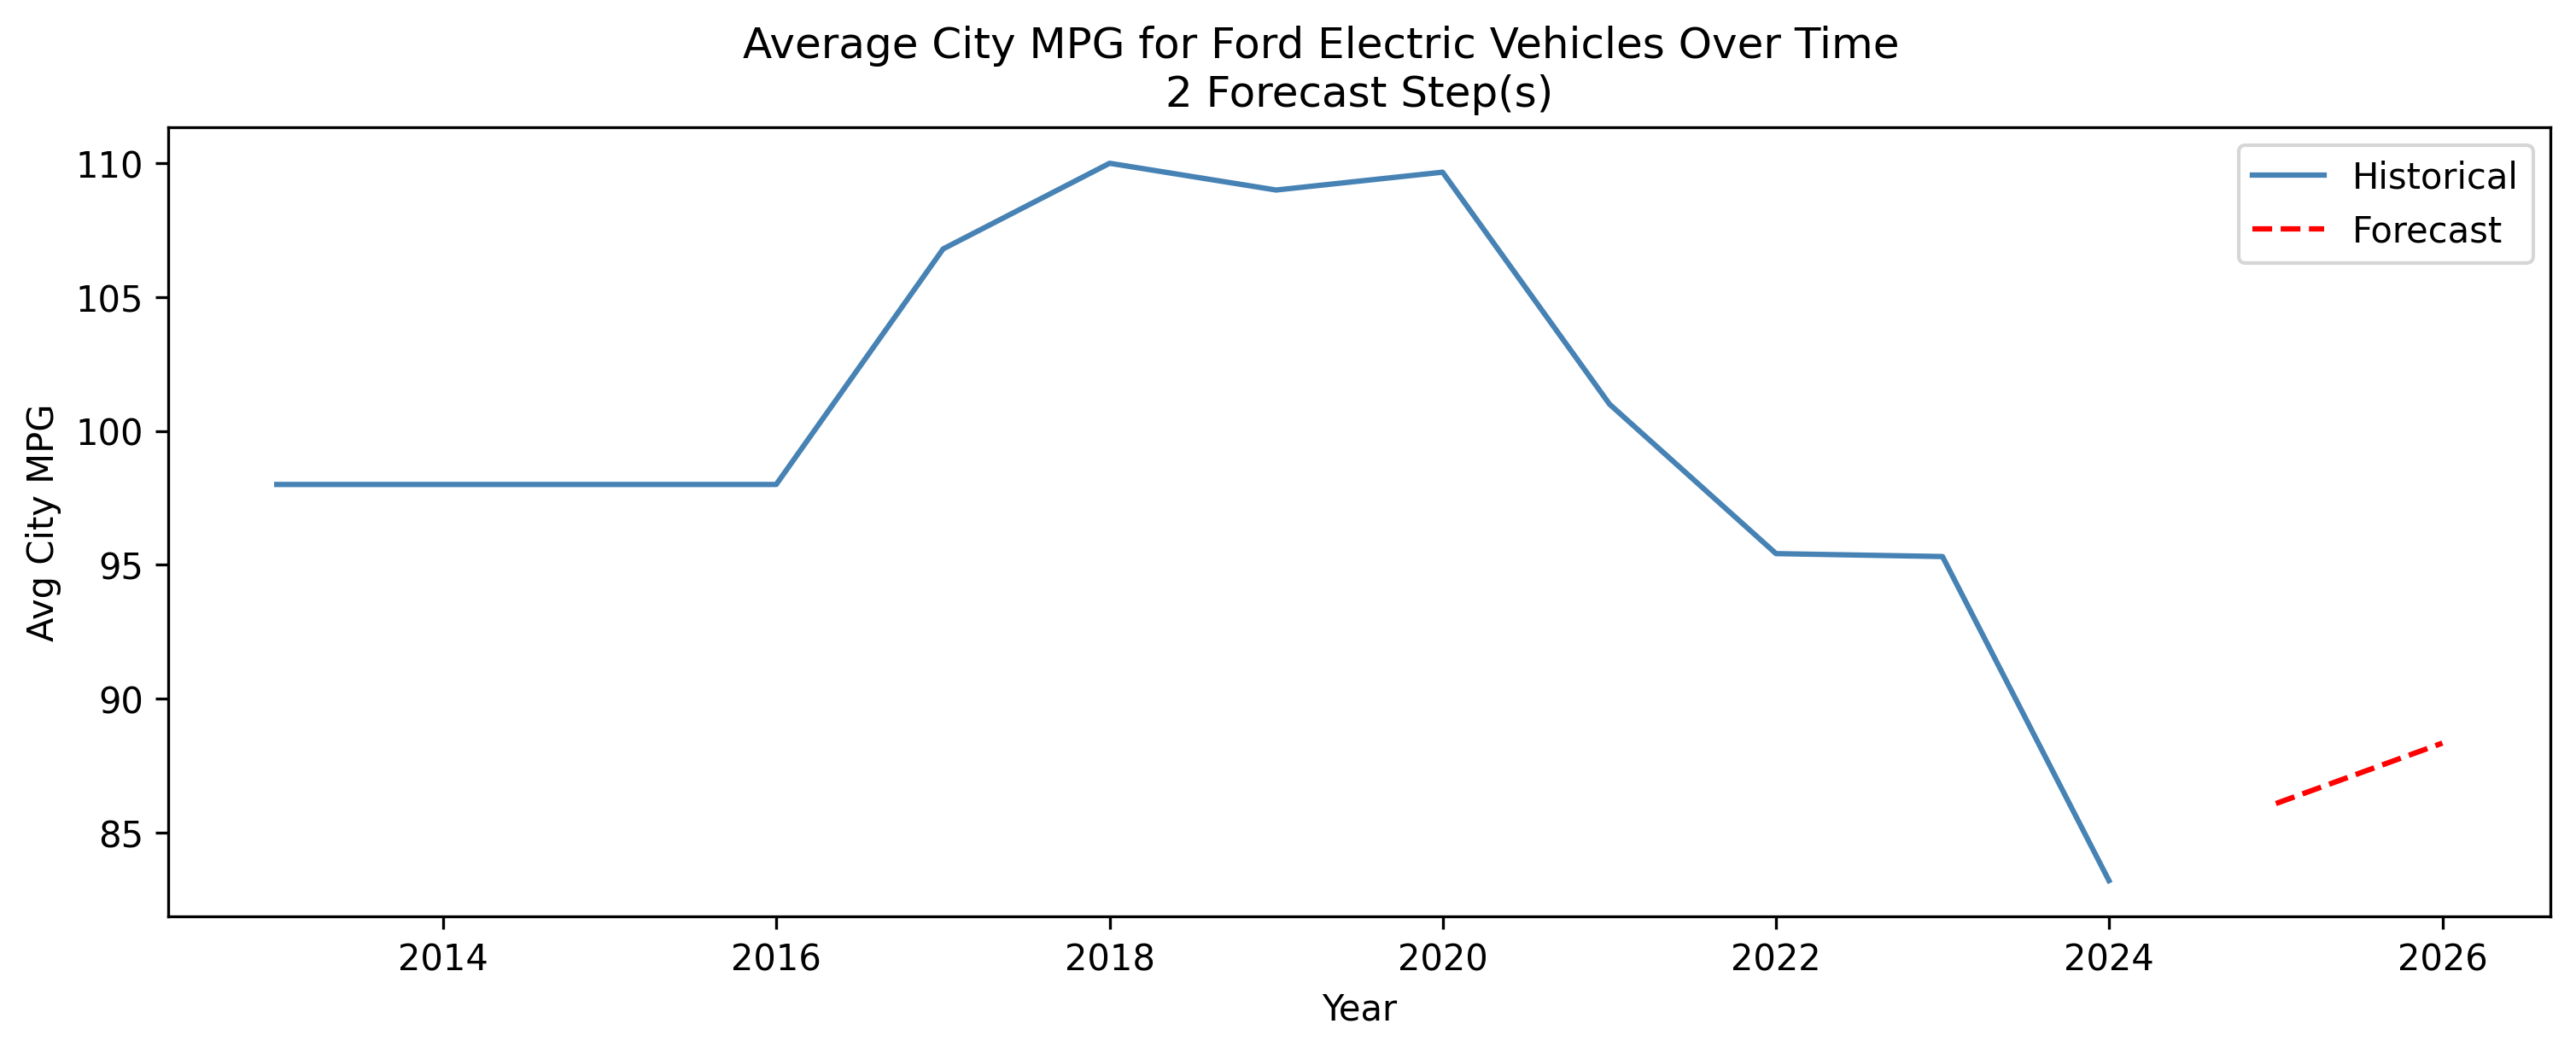 Average City MPG for Ford Electric Vehicles Over Time
2 Forecast Step(s)
Historical
Forecast
Avg City MPG
110
105
100
95
90
85
2014
2016
2018
2020
2022
2024
2026
Year